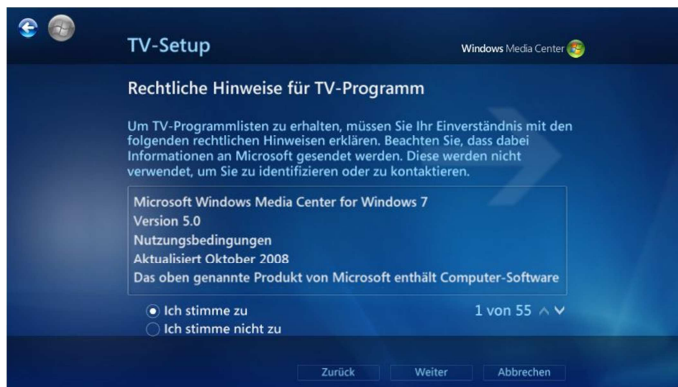 TV-Setup
Windows Media Center
Rechtliche Hinweise für TV-Programm
Um TV-Programmlisten zu erhalten, müssen Sie Ihr Einverständnis mit den
folgenden rechtlichen Hinweisen erklären. Beachten Sie, dass dabei
Informationen an Microsoft gesendet werden. Diese werden nicht
verwendet, um Sie zu identifizieren oder zu kontaktieren.
Microsoft Windows Media Center for Windows 7
Version 5.0
Nutzungsbedingungen
Aktualisiert Oktober 2008
Das oben genannte Produkt von Microsoft enthält Computer-Software
Ich stimme zu
1 von 55
Ich stimme nicht zu
Zurück Weiter Abbrechen